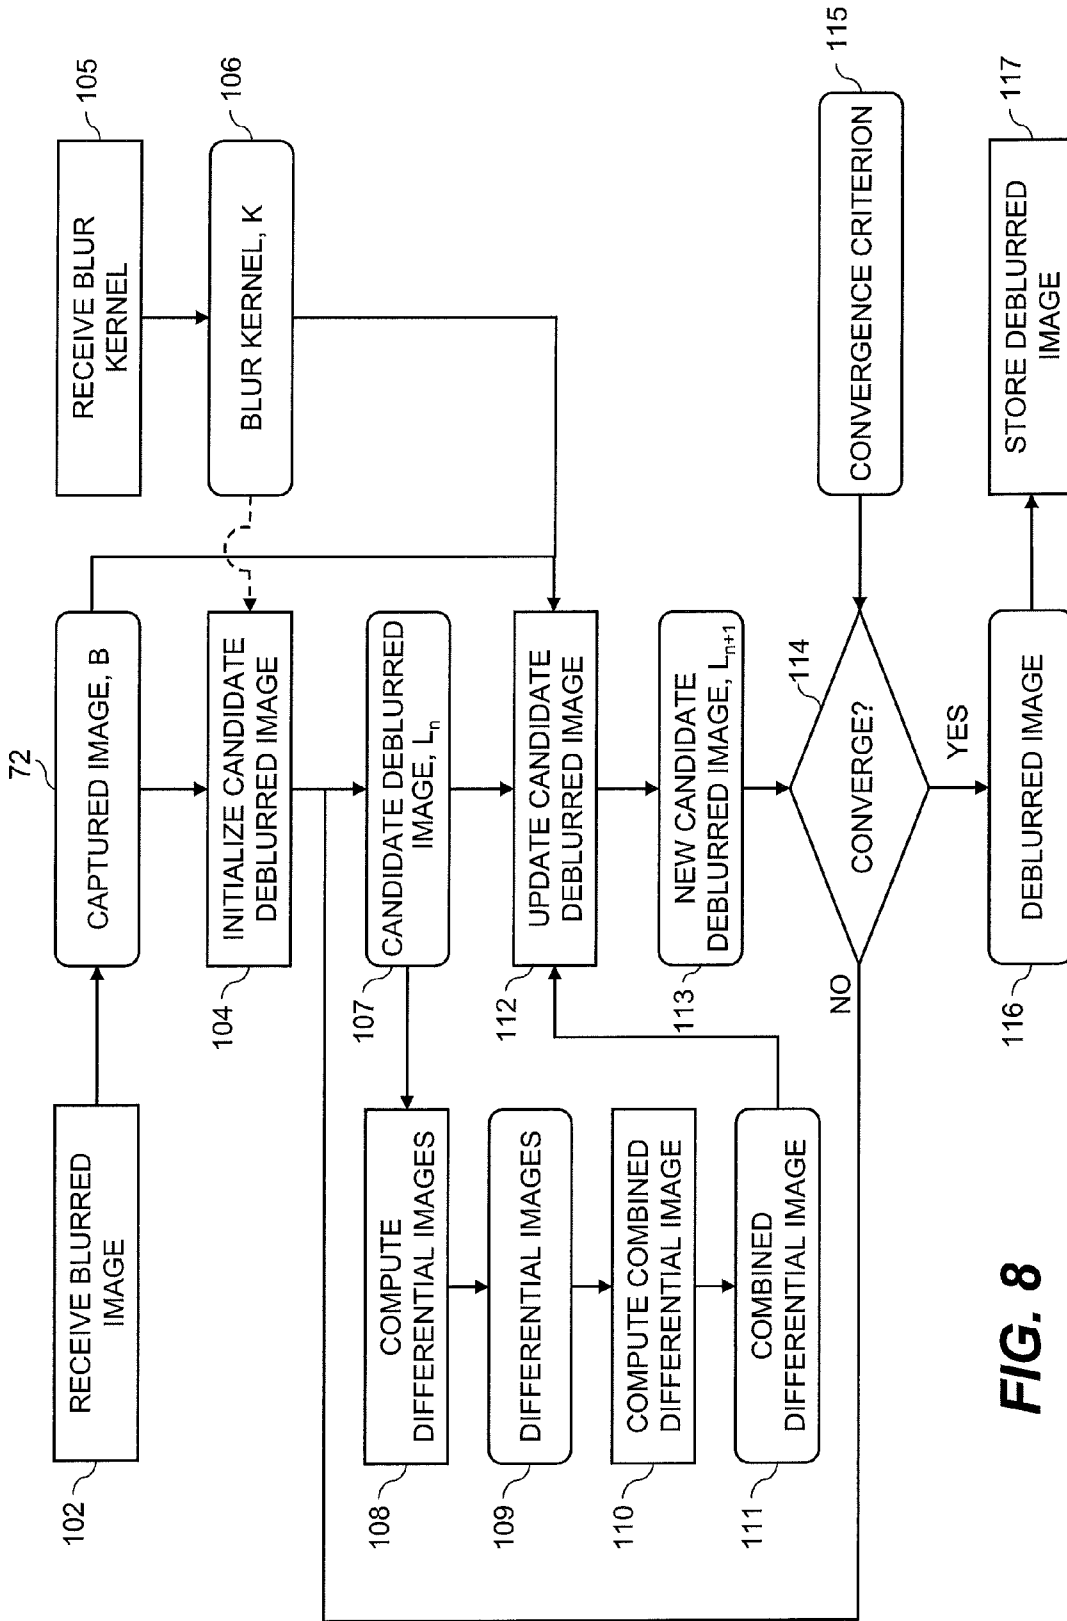 102
RECEIVE BLURRED
IMAGE
72
CAPTURED IMAGE, B
RECEIVE BLUR
KERNEL
105
BLUR KERNEL, K
106
104
INITIALIZE CANDIDATE
DEBLURRED IMAGE
107
CANDIDATE DEBLURRED
IMAGE, Lₙ
108
COMPUTE
DIFFERENTIAL IMAGES
109
DIFFERENTIAL IMAGES
110
COMPUTE COMBINED
DIFFERENTIAL IMAGE
111
COMBINED
DIFFERENTIAL IMAGE
112
UPDATE CANDIDATE
DEBLURRED IMAGE
113
NEW CANDIDATE
DEBLURRED IMAGE, Lₙ₊₁
114
CONVERGE?
NO
YES
CONVERGENCE CRITERION
115
116
DEBLURRED IMAGE
STORE DEBLURRED
IMAGE
117
FIG. 8